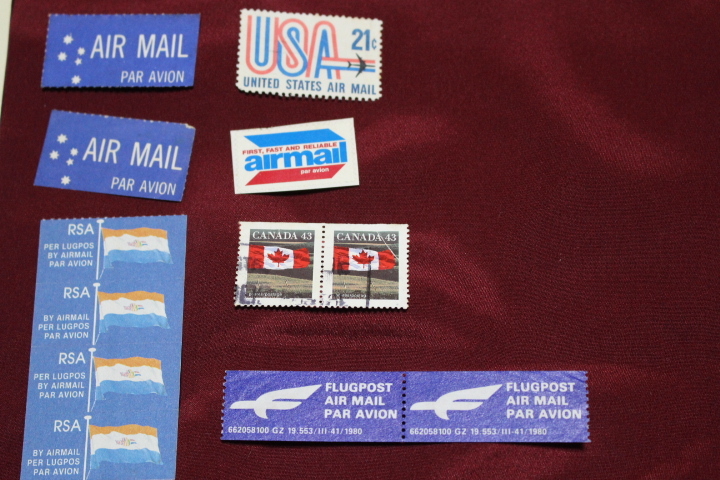 AIR MAIL
PAR AVION
USA 21¢
UNITED STATES AIR MAIL
AIR MAIL
PAR AVION
FIRST, FAST AND RELIABLE
airmail
par avion
RSA
PER LUGPOS
BY AIRMAIL
PAR AVION
RSA
BY AIRMAIL
PER LUGPOS
PAR AVION
RSA
PER LUGPOS
BY AIRMAIL
PAR AVION
RSA
BY AIRMAIL
PER LUGPOS
PAR AVION
CANADA 43
CANADA 43
FLUGPOST
AIR MAIL
PAR AVION
662058100 GZ 19.553/III-41/1980
FLUGPOST
AIR MAIL
PAR AVION
662058100 GZ 19.553/III-41/1980